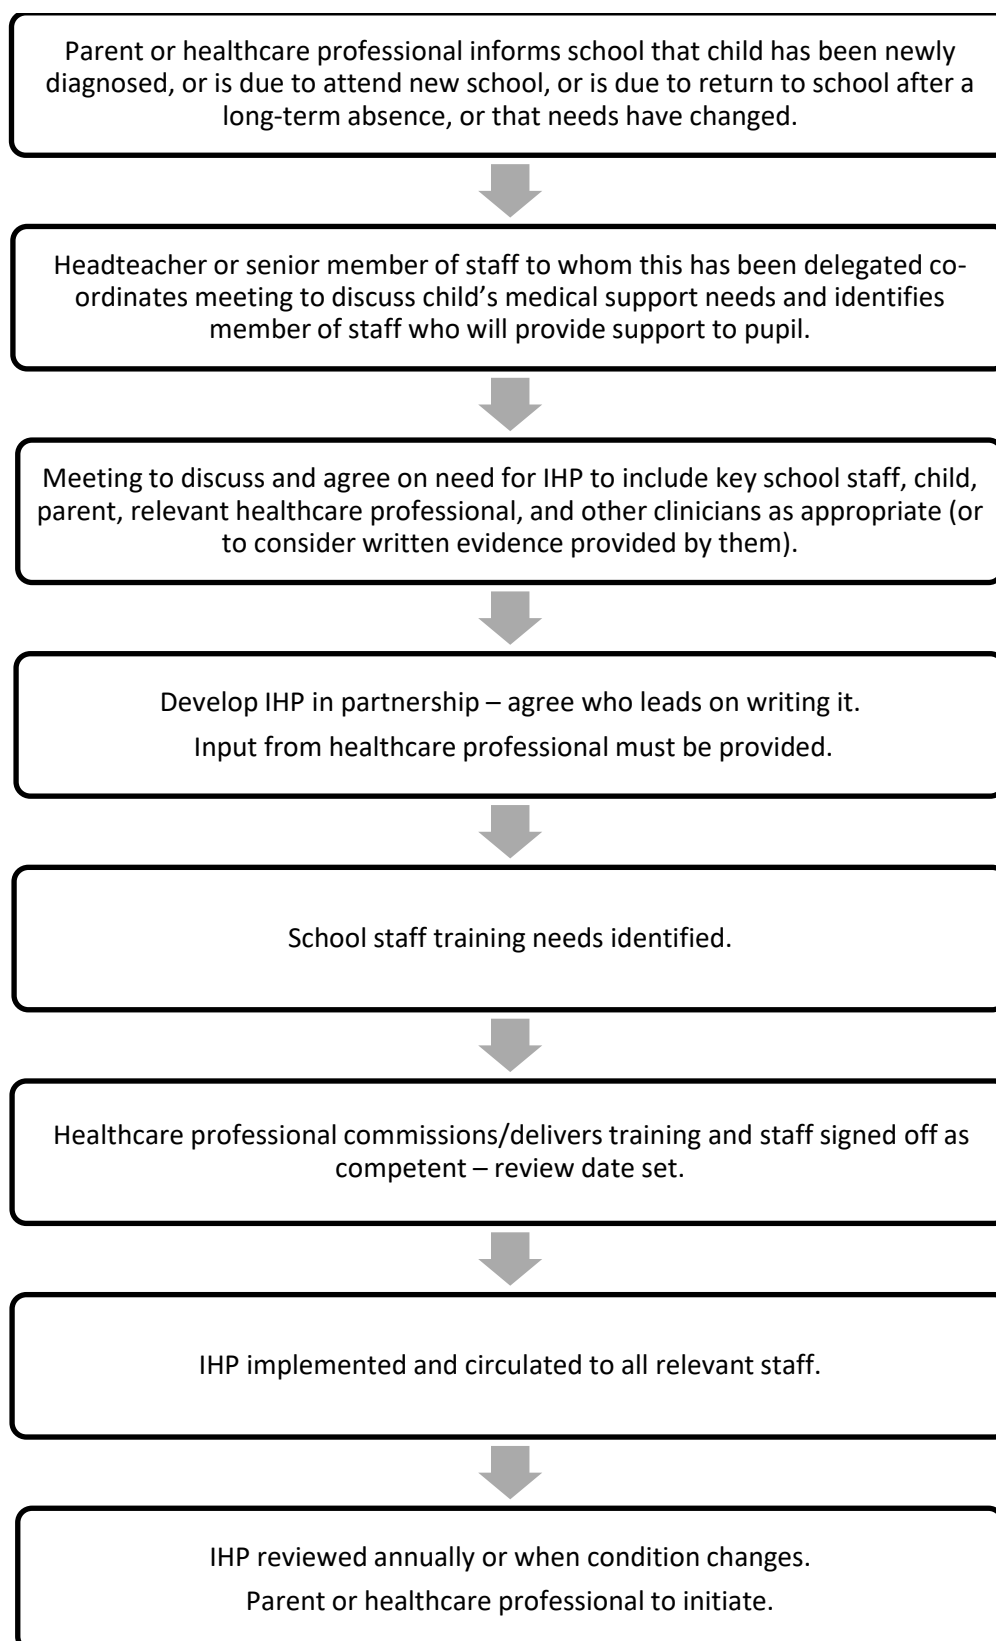 Parent or healthcare professional informs school that child has been newly
diagnosed, or is due to attend new school, or is due to return to school after a
long-term absence, or that needs have changed.
Headteacher or senior member of staff to whom this has been delegated co-
ordinates meeting to discuss child’s medical support needs and identifies
member of staff who will provide support to pupil.
Meeting to discuss and agree on need for IHP to include key school staff, child,
parent, relevant healthcare professional, and other clinicians as appropriate (or
to consider written evidence provided by them).
Develop IHP in partnership – agree who leads on writing it.
Input from healthcare professional must be provided.
School staff training needs identified.
Healthcare professional commissions/delivers training and staff signed off as
competent – review date set.
IHP implemented and circulated to all relevant staff.
IHP reviewed annually or when condition changes.
Parent or healthcare professional to initiate.